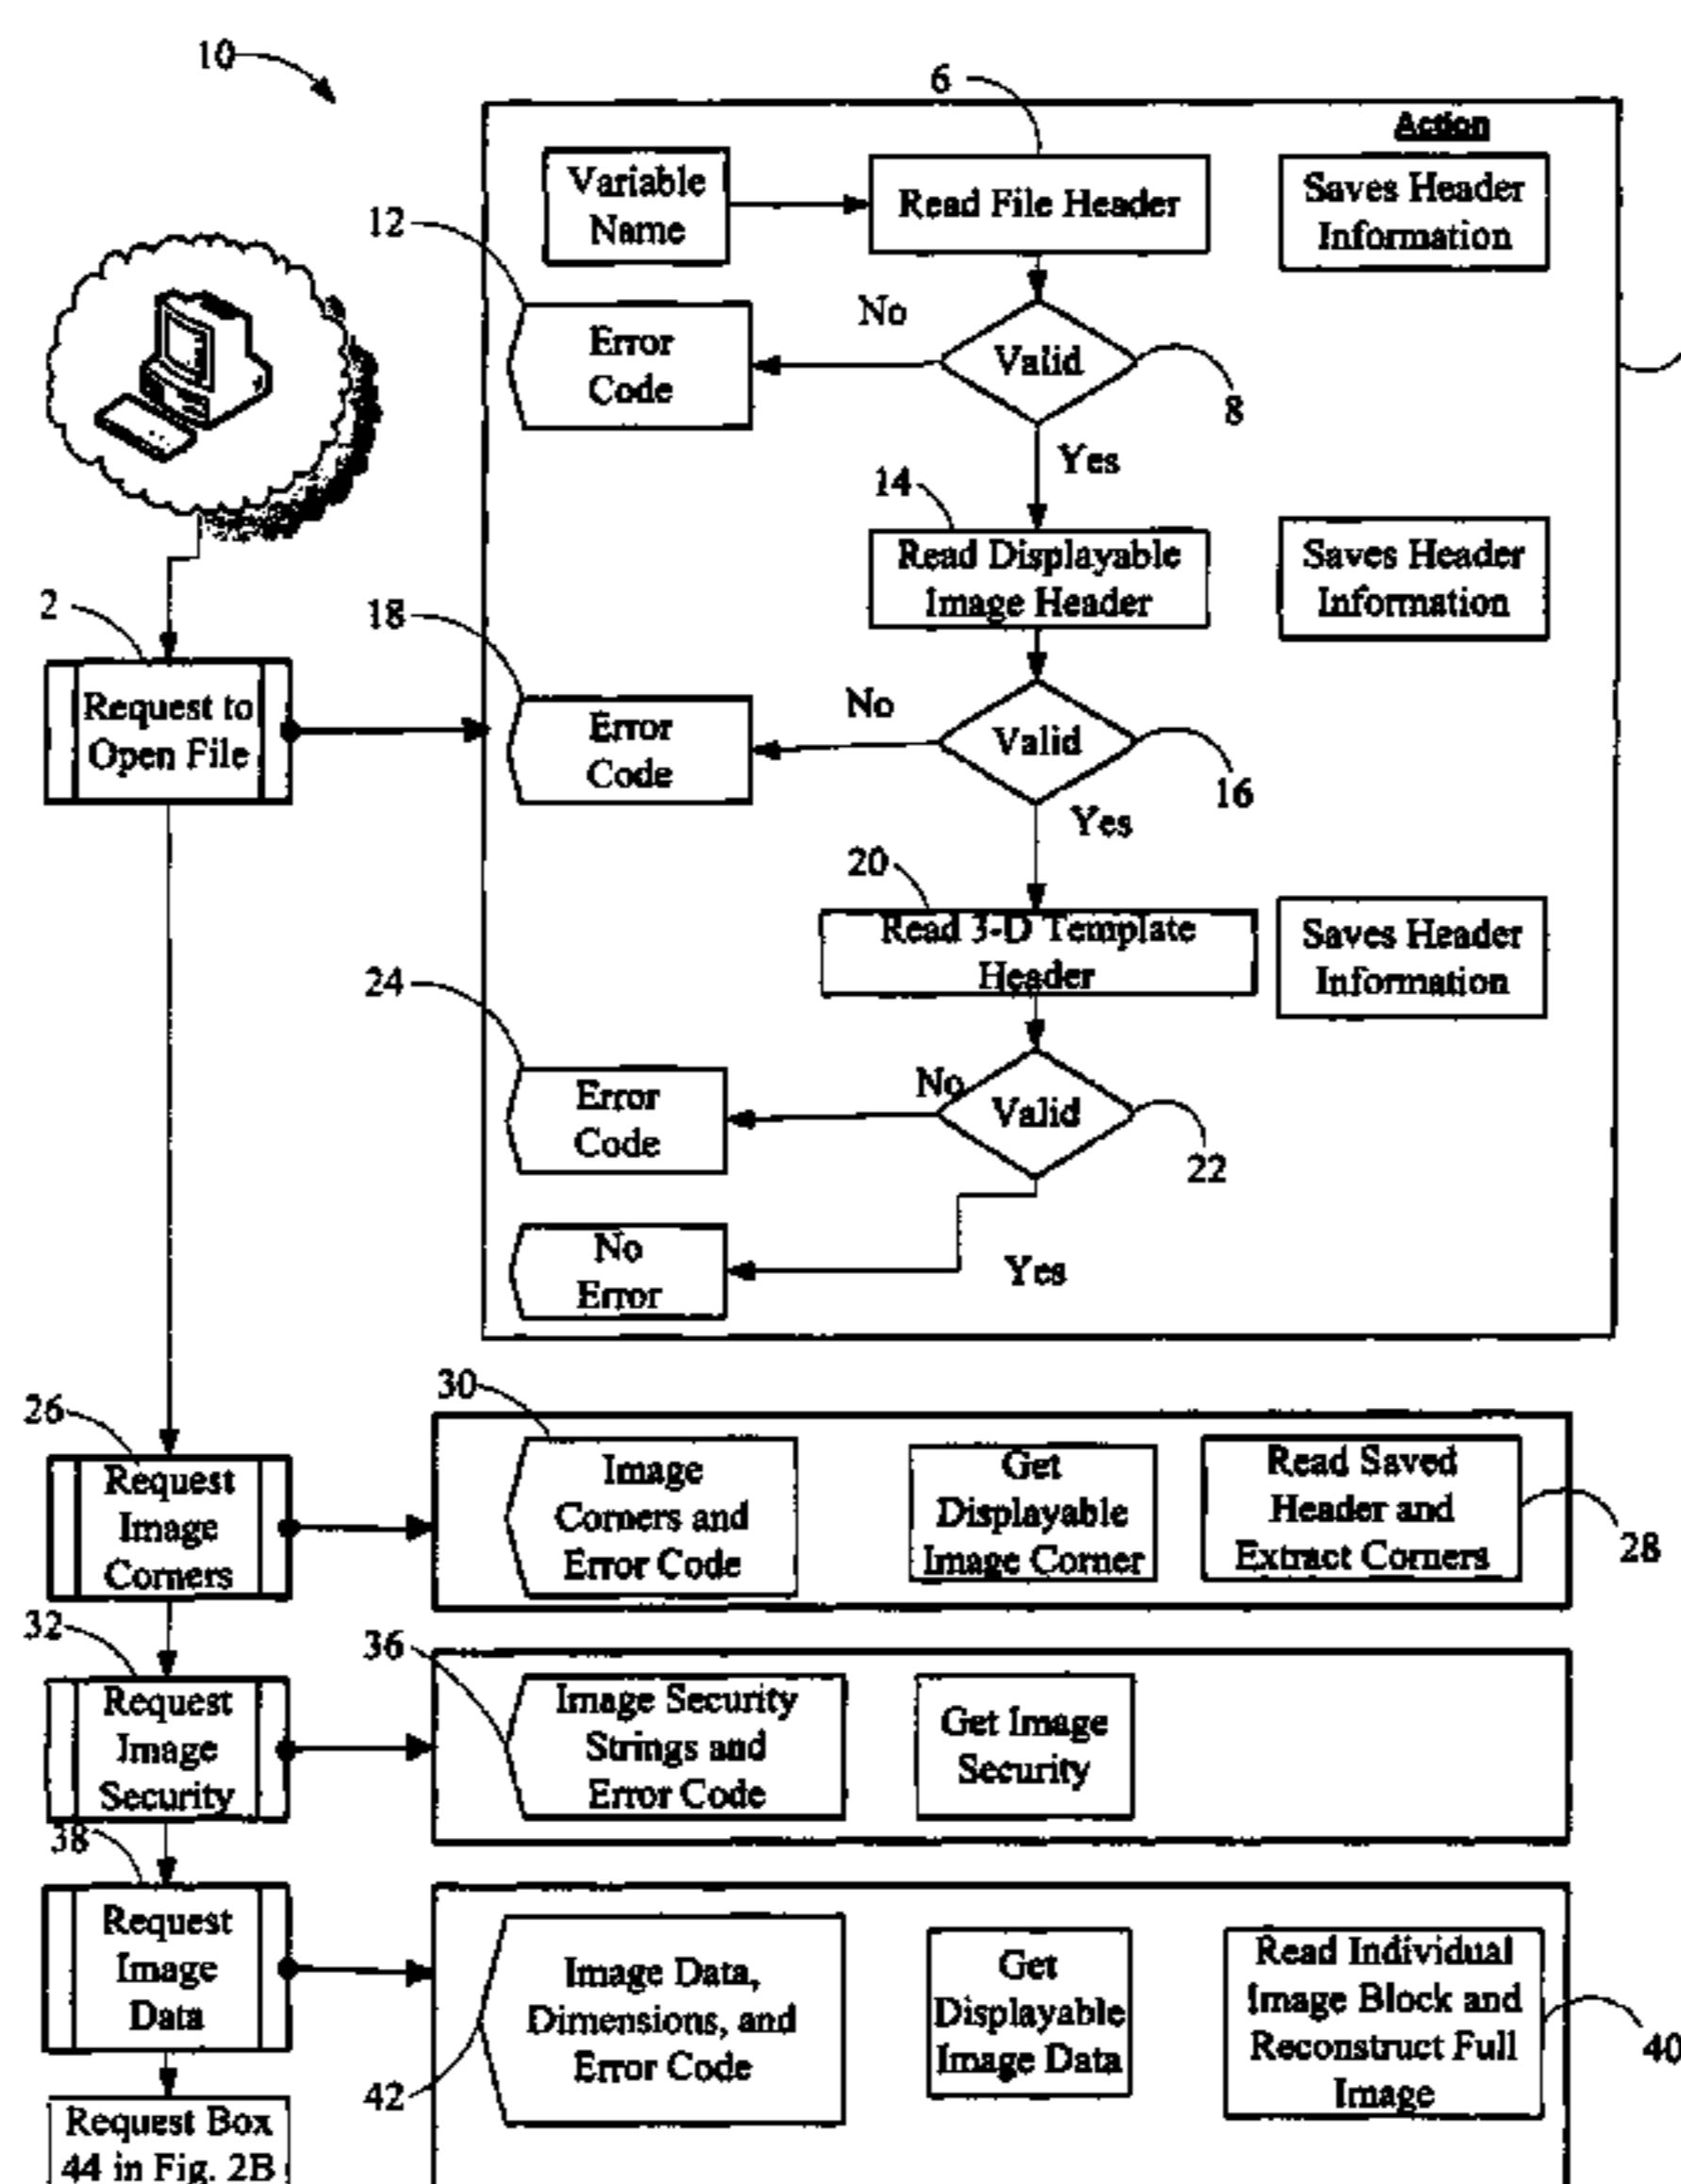 10
6
Action
Variable
Name
Read File Header
Saves Header
Information
12
Error
Code
No
Valid
8
Yes
14
Read Displayable
Image Header
Saves Header
Information
2
Request to
Open File
18
Error
Code
No
Valid
16
Yes
20
Read 3-D Template
Header
Saves Header
Information
24
Error
Code
No
Valid
22
No
Error
Yes
26
Request
Image
Corners
30
Image
Corners and
Error Code
Get
Displayable
Image Corner
Read Saved
Header and
Extract Corners
28
32
Request
Image
Security
36
Image Security
Strings and
Error Code
Get Image
Security
38
Request
Image
Data
42
Image Data,
Dimensions, and
Error Code
Get
Displayable
Image Data
Read Individual
Image Block and
Reconstruct Full
Image
40
Request Box
44 in Fig. 2B